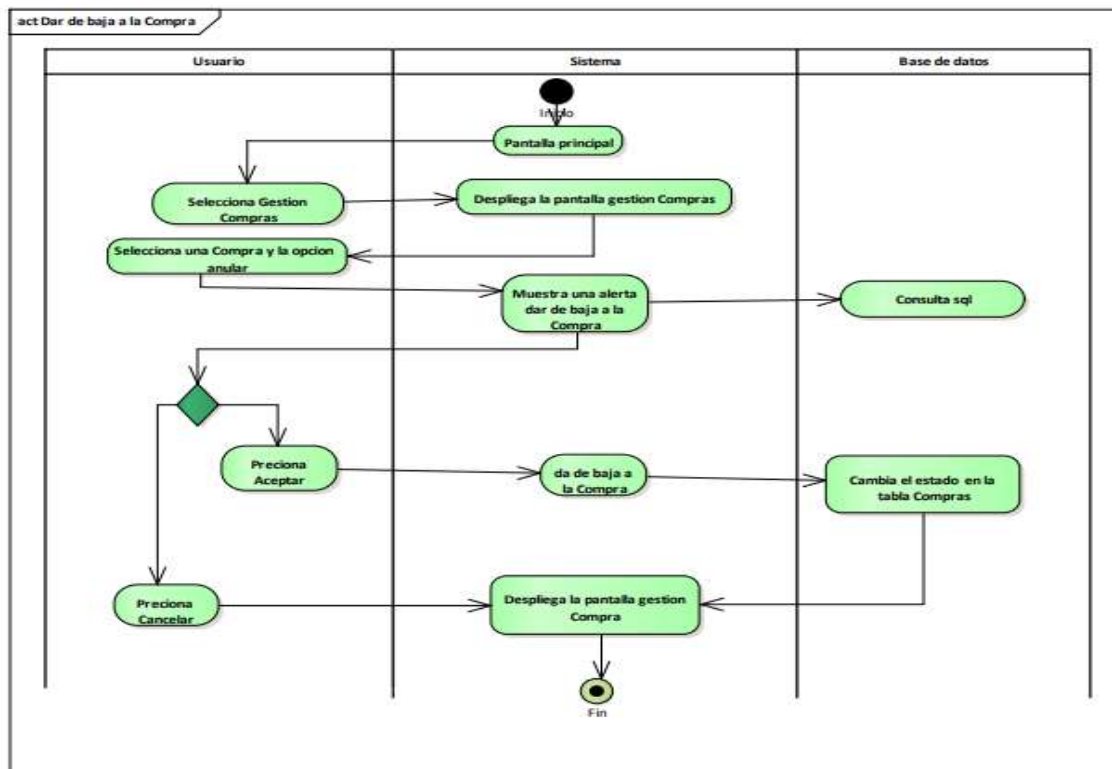 act Dar de baja a la Compra
Usuario
Sistema
Base de datos
Inicio
Pantalla principal
Selecciona Gestion
Compras
Despliega la pantalla gestion Compras
Selecciona una Compra y la opcion
anular
Muestra una alerta
dar de baja a la
Compra
Consulta sql
Preciona
Aceptar
da de baja a
la Compra
Cambia el estado en la
tabla Compras
Preciona
Cancelar
Despliega la pantalla gestion
Compra
Fin